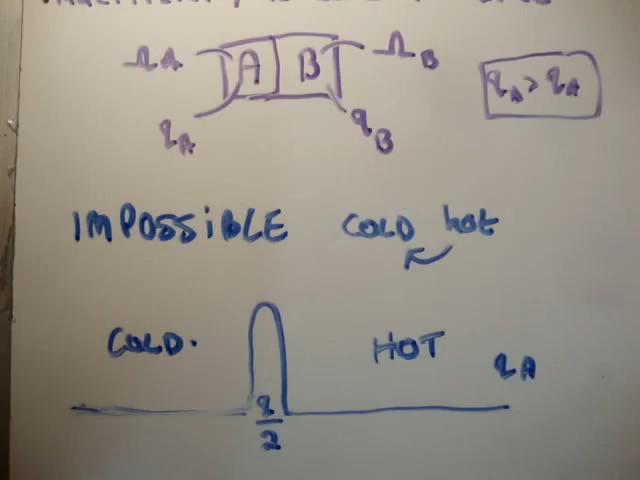 Ω_A A B Ω_B
q_A q_B
q_A > q_A
IMPOSSIBLE COLD hot
COLD. HOT q_A
q/2